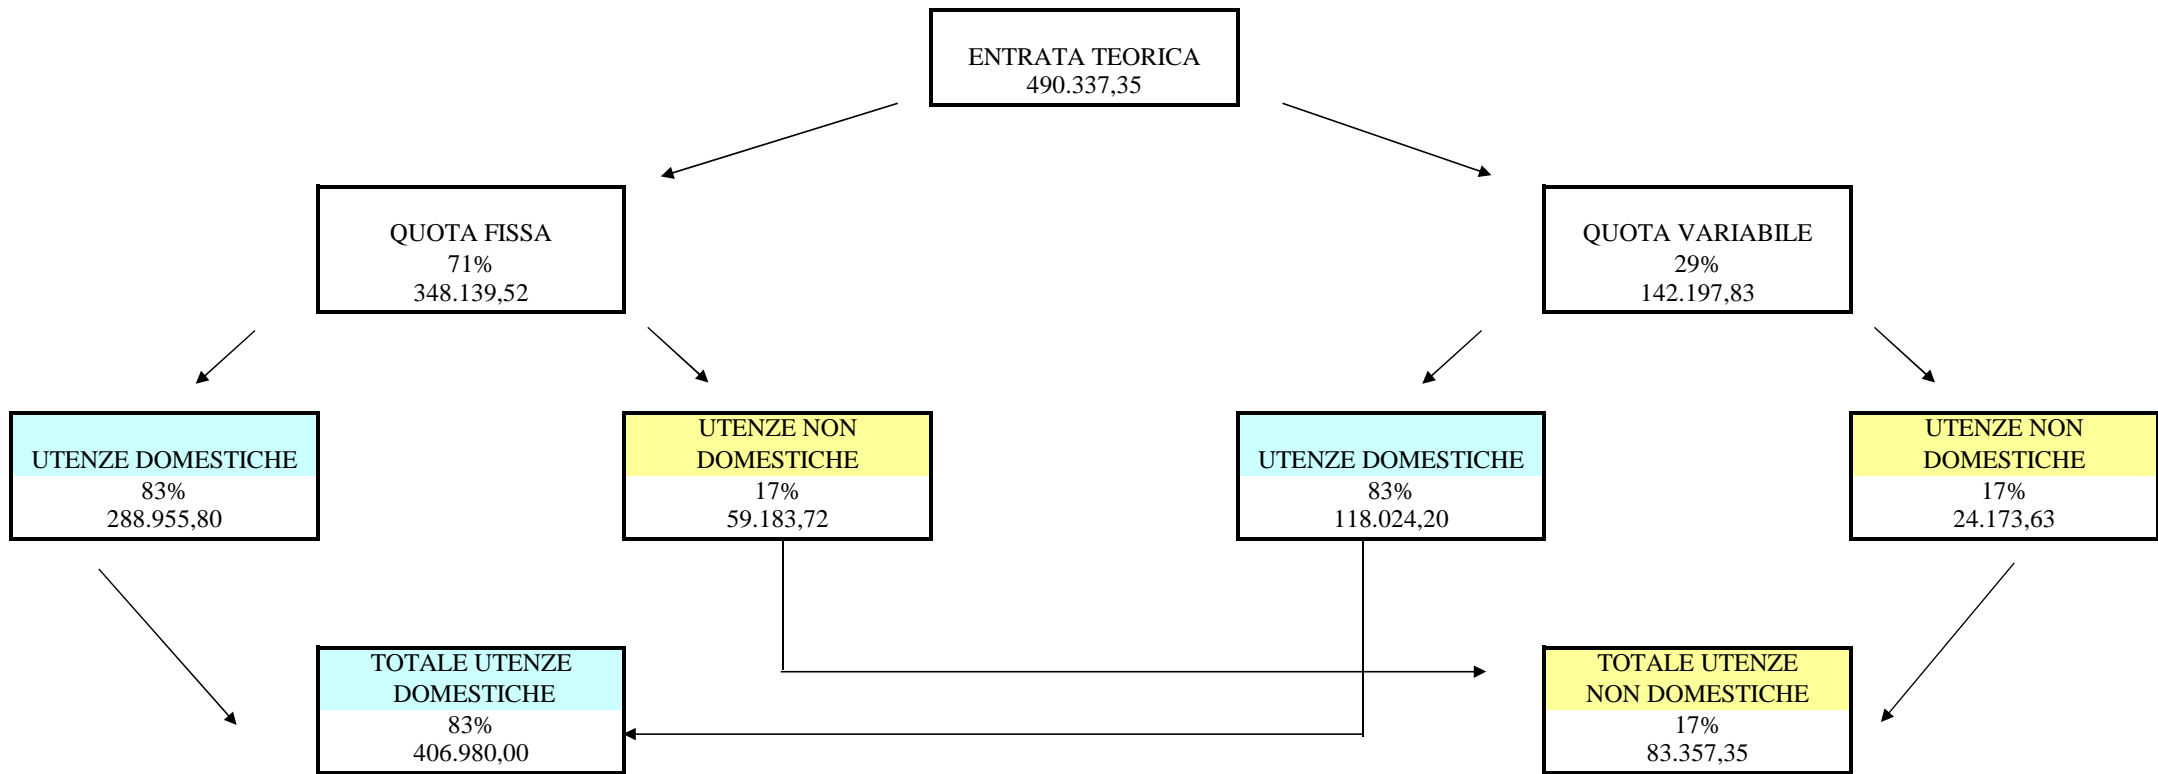 ENTRATA TEORICA
490.337,35
QUOTA FISSA
71%
348.139,52
QUOTA VARIABILE
29%
142.197,83
UTENZE DOMESTICHE
83%
288.955,80
UTENZE NON
DOMESTICHE
17%
59.183,72
UTENZE DOMESTICHE
83%
118.024,20
UTENZE NON
DOMESTICHE
17%
24.173,63
TOTALE UTENZE
DOMESTICHE
83%
406.980,00
TOTALE UTENZE
NON DOMESTICHE
17%
83.357,35